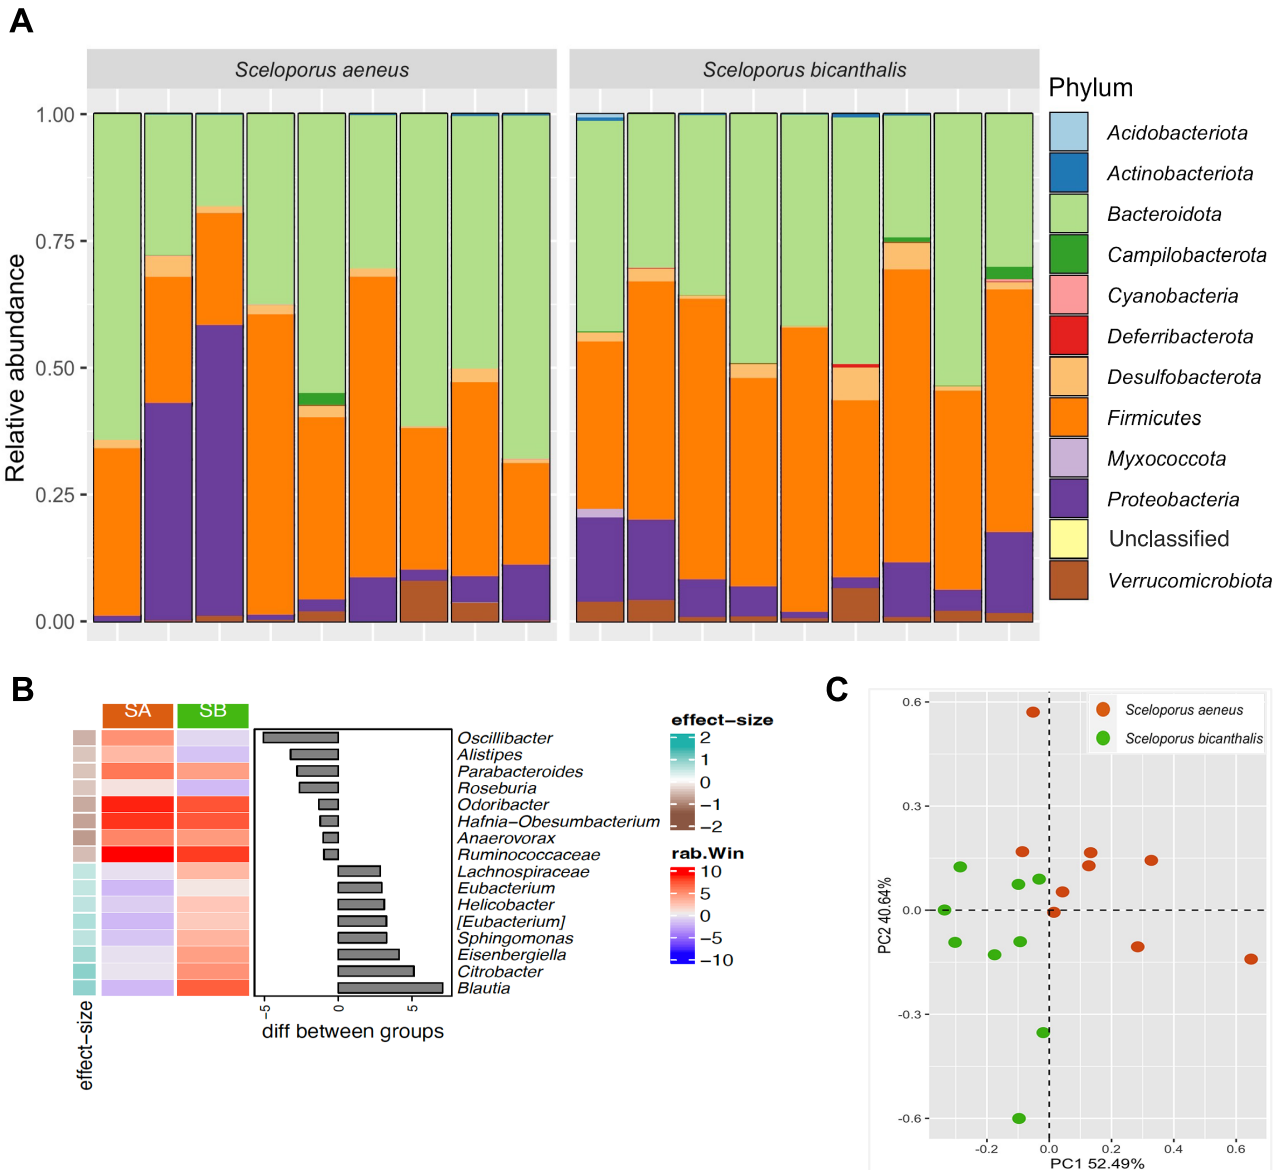 A
Sceloporus aeneus
Sceloporus bicanthalis
Relative abundance
1.00
0.75
0.50
0.25
0.00
Phylum
Acidobacteriota
Actinobacteriota
Bacteroidota
Campilobacterota
Cyanobacteria
Deferribacterota
Desulfobacterota
Firmicutes
Myxococcota
Proteobacteria
Unclassified
Verrucomicrobiota
B
SA SB
Oscillibacter
Alistipes
Parabacteroides
Roseburia
Odoribacter
Hafnia-Obesumbacterium
Anaerovorax
Ruminococcaceae
Lachnospiraceae
Eubacterium
Helicobacter
[Eubacterium]
Sphingomonas
Eisenbergiella
Citrobacter
Blautia
-5 0 5
diff between groups
effect-size
effect-size
2
1
0
-1
-2
rab.Win
10
5
0
-5
-10
C
Sceloporus aeneus
Sceloporus bicanthalis
PC2 40.64%
0.6
0.3
0.0
-0.3
-0.6
-0.2 0.0 0.2 0.4 0.6
PC1 52.49%